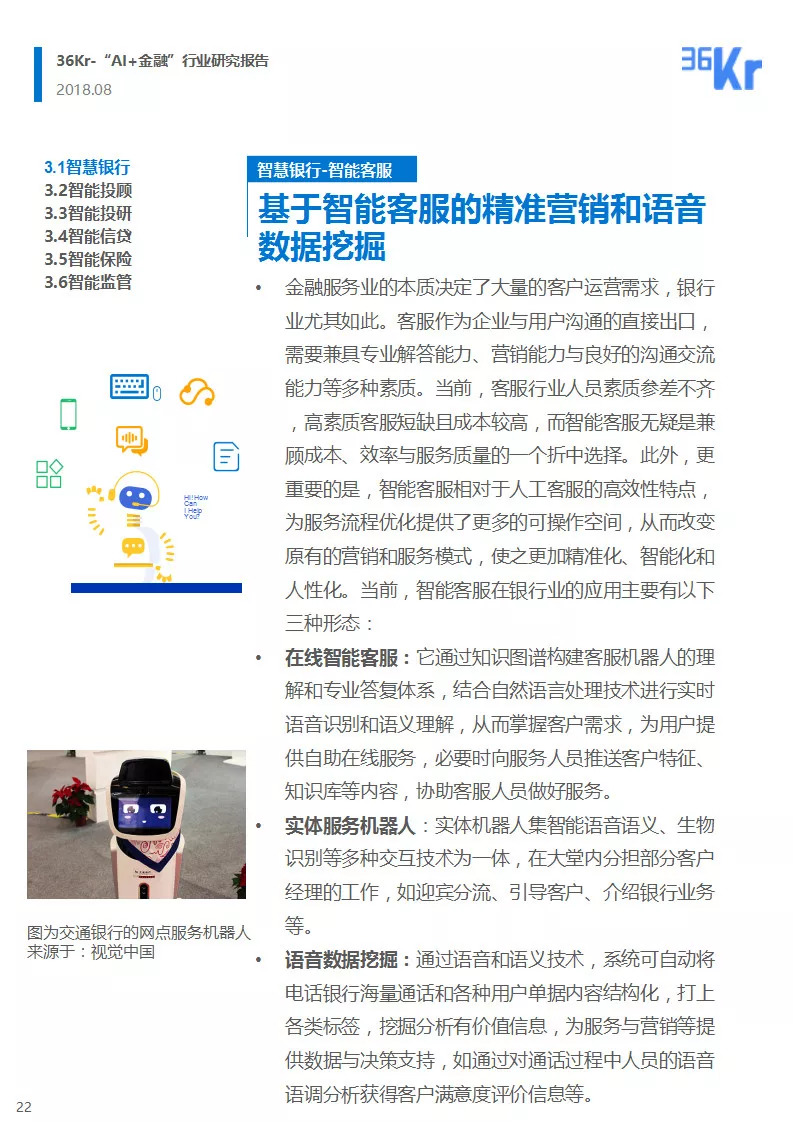 36Kr-“AI+金融”行业研究报告
2018.08
36Kr
3.1智慧银行
3.2智能投顾
3.3智能投研
3.4智能信贷
3.5智能保险
3.6智能监管
智慧银行-智能客服
基于智能客服的精准营销和语音
数据挖掘
• 金融服务业的本质决定了大量的客户运营需求，银行
业尤其如此。客服作为企业与用户沟通的直接出口，
需要兼具专业解答能力、营销能力与良好的沟通交流
能力等多种素质。当前，客服行业人员素质参差不齐
，高素质客服短缺且成本较高，而智能客服无疑是兼
顾成本、效率与服务质量的一个折中选择。此外，更
重要的是，智能客服相对于人工客服的高效性特点，
为服务流程优化提供了更多的可操作空间，从而改变
原有的营销和服务模式，使之更加精准化、智能化和
人性化。当前，智能客服在银行业的应用主要有以下
三种形态：
• 在线智能客服：它通过知识图谱构建客服机器人的理
解和专业答复体系，结合自然语言处理技术进行实时
语音识别和语义理解，从而掌握客户需求，为用户提
供自助在线服务，必要时向服务人员推送客户特征、
知识库等内容，协助客服人员做好服务。
• 实体服务机器人：实体机器人集智能语音语义、生物
识别等多种交互技术为一体，在大堂内分担部分客户
经理的工作，如迎宾分流、引导客户、介绍银行业务
等。
• 语音数据挖掘：通过语音和语义技术，系统可自动将
电话银行海量通话和各种用户单据内容结构化，打上
各类标签，挖掘分析有价值信息，为服务与营销等提
供数据与决策支持，如通过对通话过程中人员的语音
语调分析获得客户满意度评价信息等。
Hi! How
Can
I Help
You?
图为交通银行的网点服务机器人
来源于：视觉中国
22